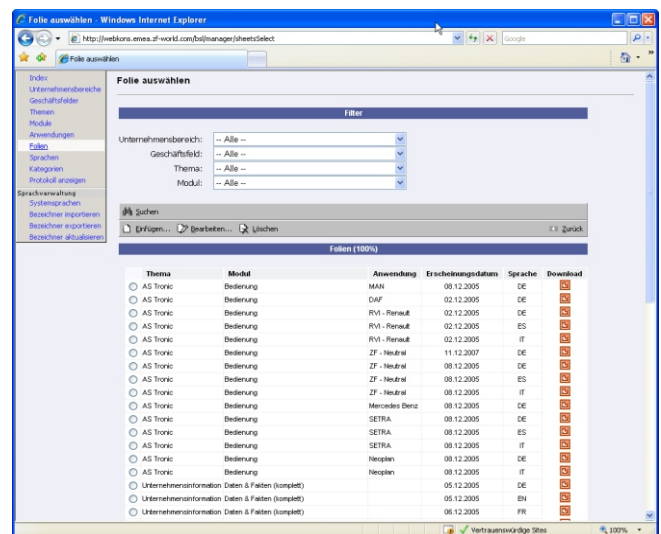 Folie auswählen - Windows Internet Explorer
http://webkons.emea.zf-world.com/bsl/manager/sheetsSelect
Google
Folie auswählen
Index
Unternehmensbereiche
Geschäftsfelder
Themen
Module
Anwendungen
Folien
Sprachen
Kategorien
Protokoll anzeigen
Sprachverwaltung
Systemsprachen
Bezeichner importieren
Bezeichner exportieren
Bezeichner aktualisieren
Folie auswählen
Filter
Unternehmensbereich: -- Alle --
Geschäftsfeld: -- Alle --
Thema: -- Alle --
Modul: -- Alle --
Suchen
Einfügen... Bearbeiten... Löschen Zurück
Folien (100%)
Thema Modul Anwendung Erscheinungsdatum Sprache Download
AS Tronic Bedienung MAN 08.12.2005 DE
AS Tronic Bedienung DAF 02.12.2005 DE
AS Tronic Bedienung RVI - Renault 02.12.2005 DE
AS Tronic Bedienung RVI - Renault 02.12.2005 ES
AS Tronic Bedienung RVI - Renault 02.12.2005 IT
AS Tronic Bedienung ZF - Neutral 11.12.2007 DE
AS Tronic Bedienung ZF - Neutral 08.12.2005 DE
AS Tronic Bedienung ZF - Neutral 08.12.2005 ES
AS Tronic Bedienung ZF - Neutral 08.12.2005 IT
AS Tronic Bedienung Mercedes Benz 08.12.2005 DE
AS Tronic Bedienung SETRA 08.12.2005 DE
AS Tronic Bedienung SETRA 08.12.2005 ES
AS Tronic Bedienung SETRA 08.12.2005 IT
AS Tronic Bedienung Neoplan 08.12.2005 DE
AS Tronic Bedienung Neoplan 08.12.2005 IT
Unternehmensinformation Daten & Fakten (komplett) 05.12.2005 DE
Unternehmensinformation Daten & Fakten (komplett) 05.12.2005 EN
Unternehmensinformation Daten & Fakten (komplett) 06.12.2005 FR
Vertrauenswürdige Sites 100%